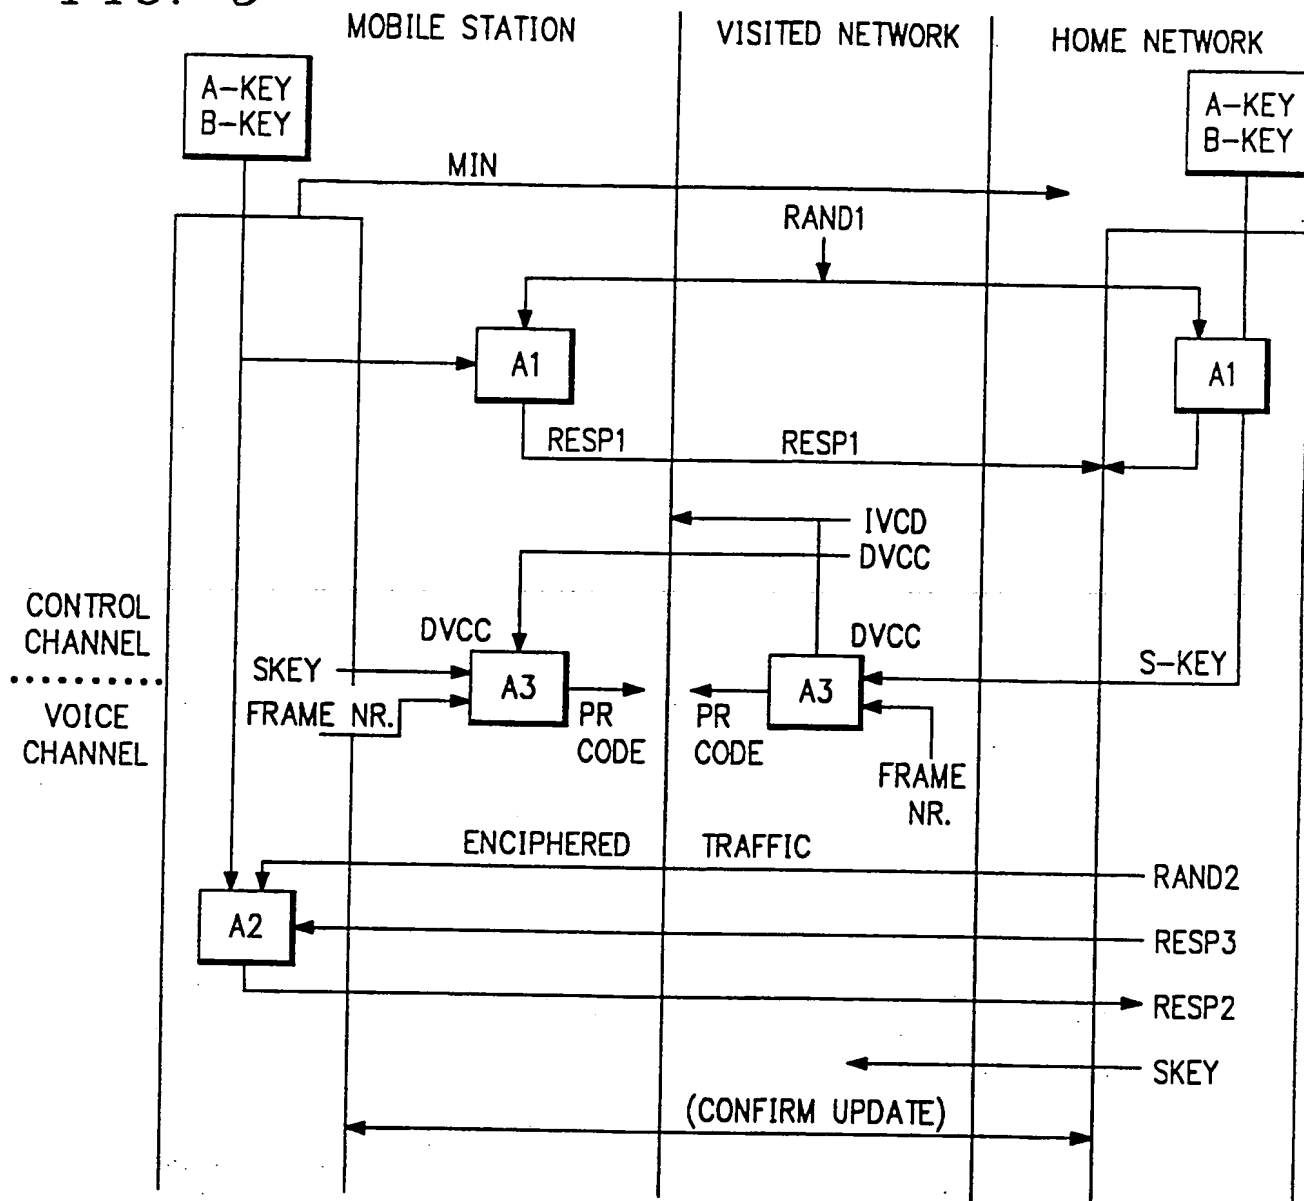 MOBILE STATION
VISITED NETWORK
HOME NETWORK
A-KEY
B-KEY
A-KEY
B-KEY
MIN
RAND1
A1
A1
RESP1
RESP1
IVCD
DVCC
CONTROL
CHANNEL
DVCC
DVCC
SKEY
A3
A3
S-KEY
VOICE
CHANNEL
FRAME NR.
PR
CODE
PR
CODE
FRAME
NR.
ENCIPHERED TRAFFIC
RAND2
A2
RESP3
RESP2
SKEY
(CONFIRM UPDATE)